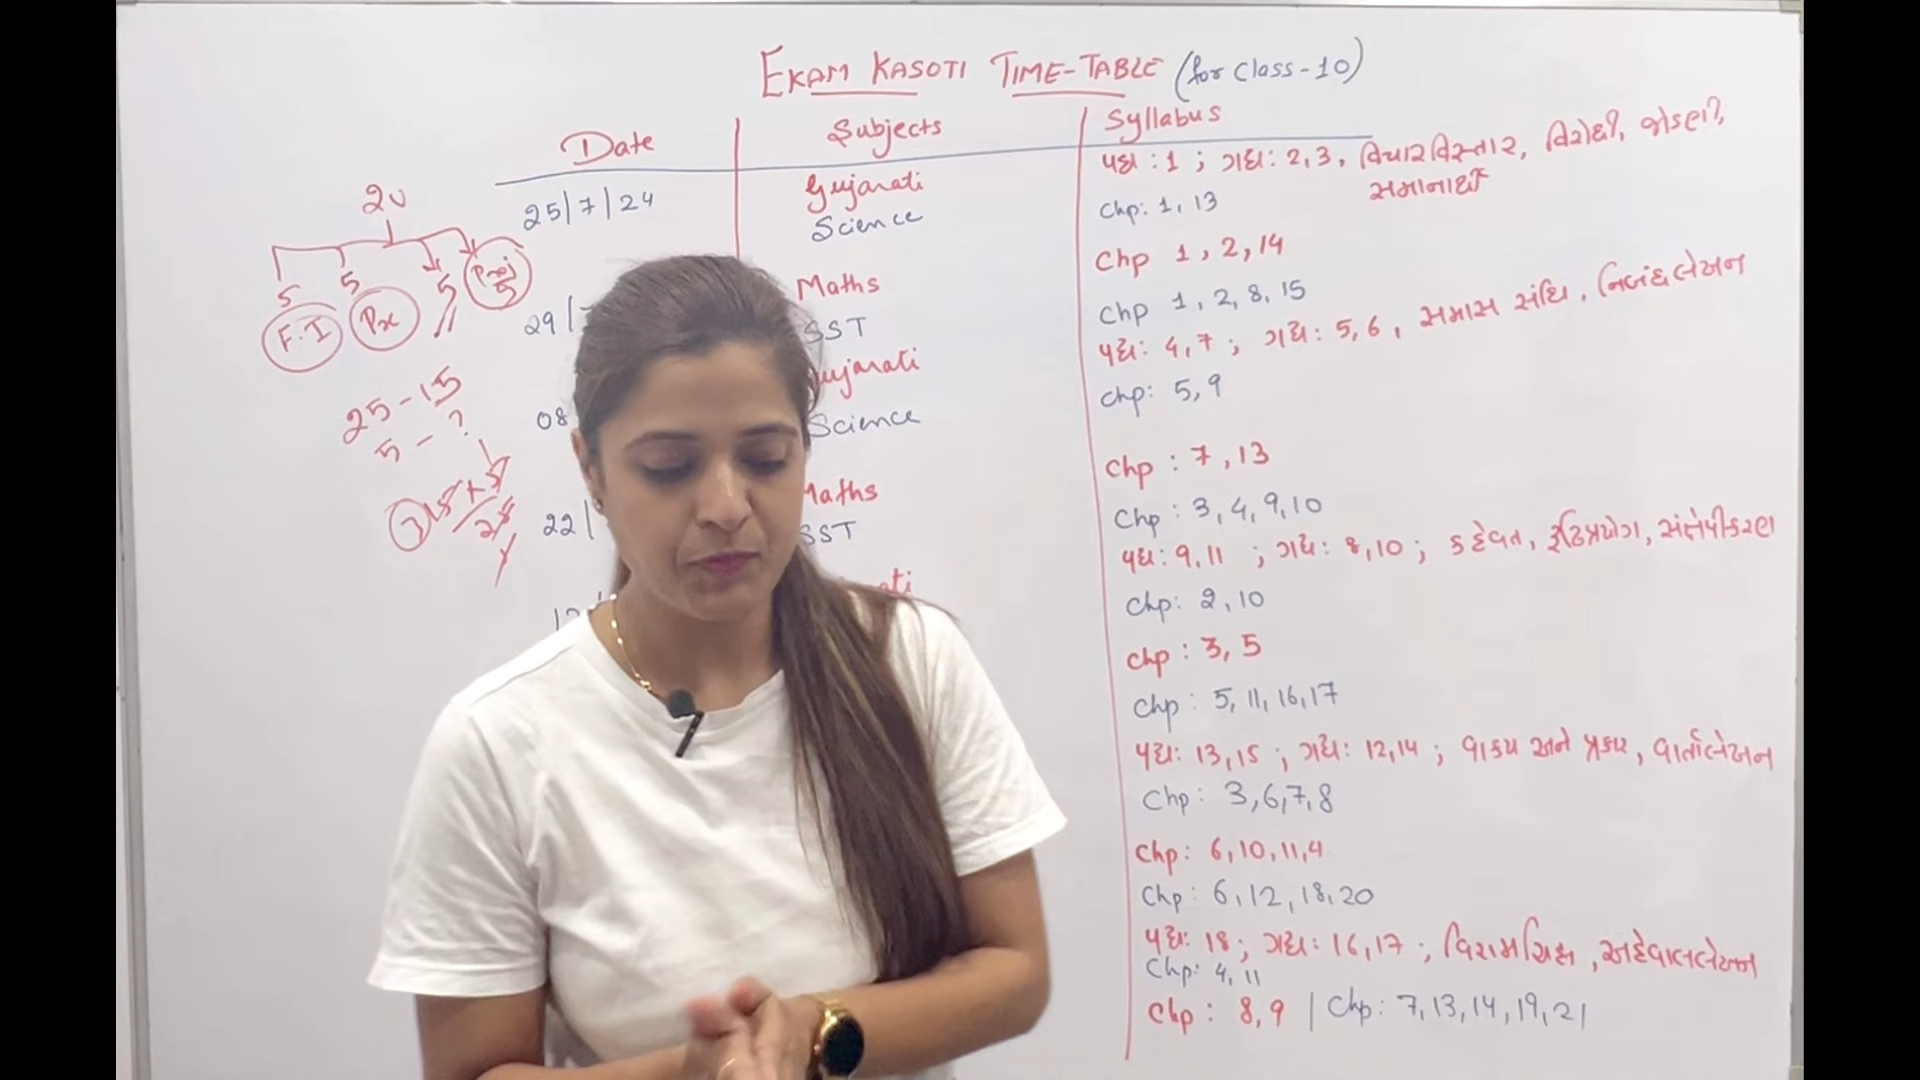 EKAM KASOTI TIME-TABLE (for class-10)
Date Subjects Syllabus
25/7/24 Gujarati પદ્ય : 1 ; ગદ્ય : 2, 3, વિચારવિસ્તાર, વિરોધી, જોડણી,
સમાનાર્થી
Science Chp: 1, 13
29/ Maths Chp 1, 2, 14
SST Chp 1, 2, 8, 15
ujarati પદ્ય: 4, 7 ; ગદ્ય : 5, 6, સમાસ સંધિ, નિબંધલેખન
08 Science Chp: 5, 9
Maths Chp : 7, 13
22/ SST Chp : 3, 4, 9, 10
ati પદ્ય: 9, 11 ; ગદ્ય : 8, 10 ; કહેવત, રૂઢિપ્રયોગ, સંક્ષેપીકરણ
Chp: 2, 10
Chp : 3, 5
Chp : 5, 11, 16, 17
પદ્ય: 13, 15 ; ગદ્ય : 12, 14 ; વાક્ય અને પ્રકાર, વાર્તાલેખન
Chp : 3, 6, 7, 8
Chp: 6, 10, 11, 4
Chp : 6, 12, 18, 20
પદ્ય: 18 ; ગદ્ય : 16, 17 ; વિરામચિહ્ન, અહેવાલલેખન
Chp: 4, 11
Chp : 8, 9 | Chp: 7, 13, 14, 19, 21
20
5 5 5 Proj 5
F.I Px
25 - 15
5 - ?